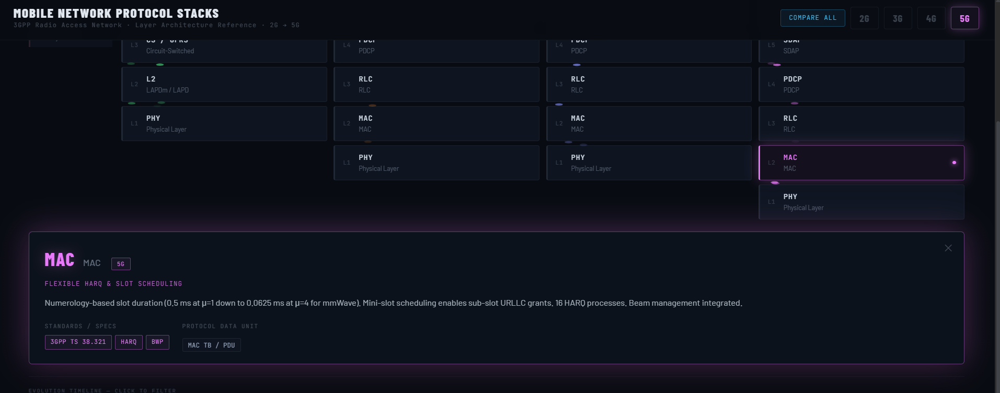 MOBILE NETWORK PROTOCOL STACKS
3GPP Radio Access Network · Layer Architecture Reference · 2G → 5G
COMPARE ALL
2G
3G
4G
5G
L3
CS / GPRS
Circuit-Switched
L4
PDCP
PDCP
L4
PDCP
PDCP
L5
SDAP
SDAP
L2
L2
LAPDm / LAPD
L3
RLC
RLC
L3
RLC
RLC
L4
PDCP
PDCP
L1
PHY
Physical Layer
L2
MAC
MAC
L2
MAC
MAC
L3
RLC
RLC
L1
PHY
Physical Layer
L1
PHY
Physical Layer
L2
MAC
MAC
L1
PHY
Physical Layer
MAC MAC 5G
FLEXIBLE HARQ & SLOT SCHEDULING
Numerology-based slot duration (0.5 ms at μ=1 down to 0.0625 ms at μ=4 for mmWave). Mini-slot scheduling enables sub-slot URLLC grants. 16 HARQ processes. Beam management integrated.
STANDARDS / SPECS
3GPP TS 38.321 HARQ BWP
PROTOCOL DATA UNIT
MAC TB / PDU
EVOLUTION TIMELINE — CLICK TO FILTER